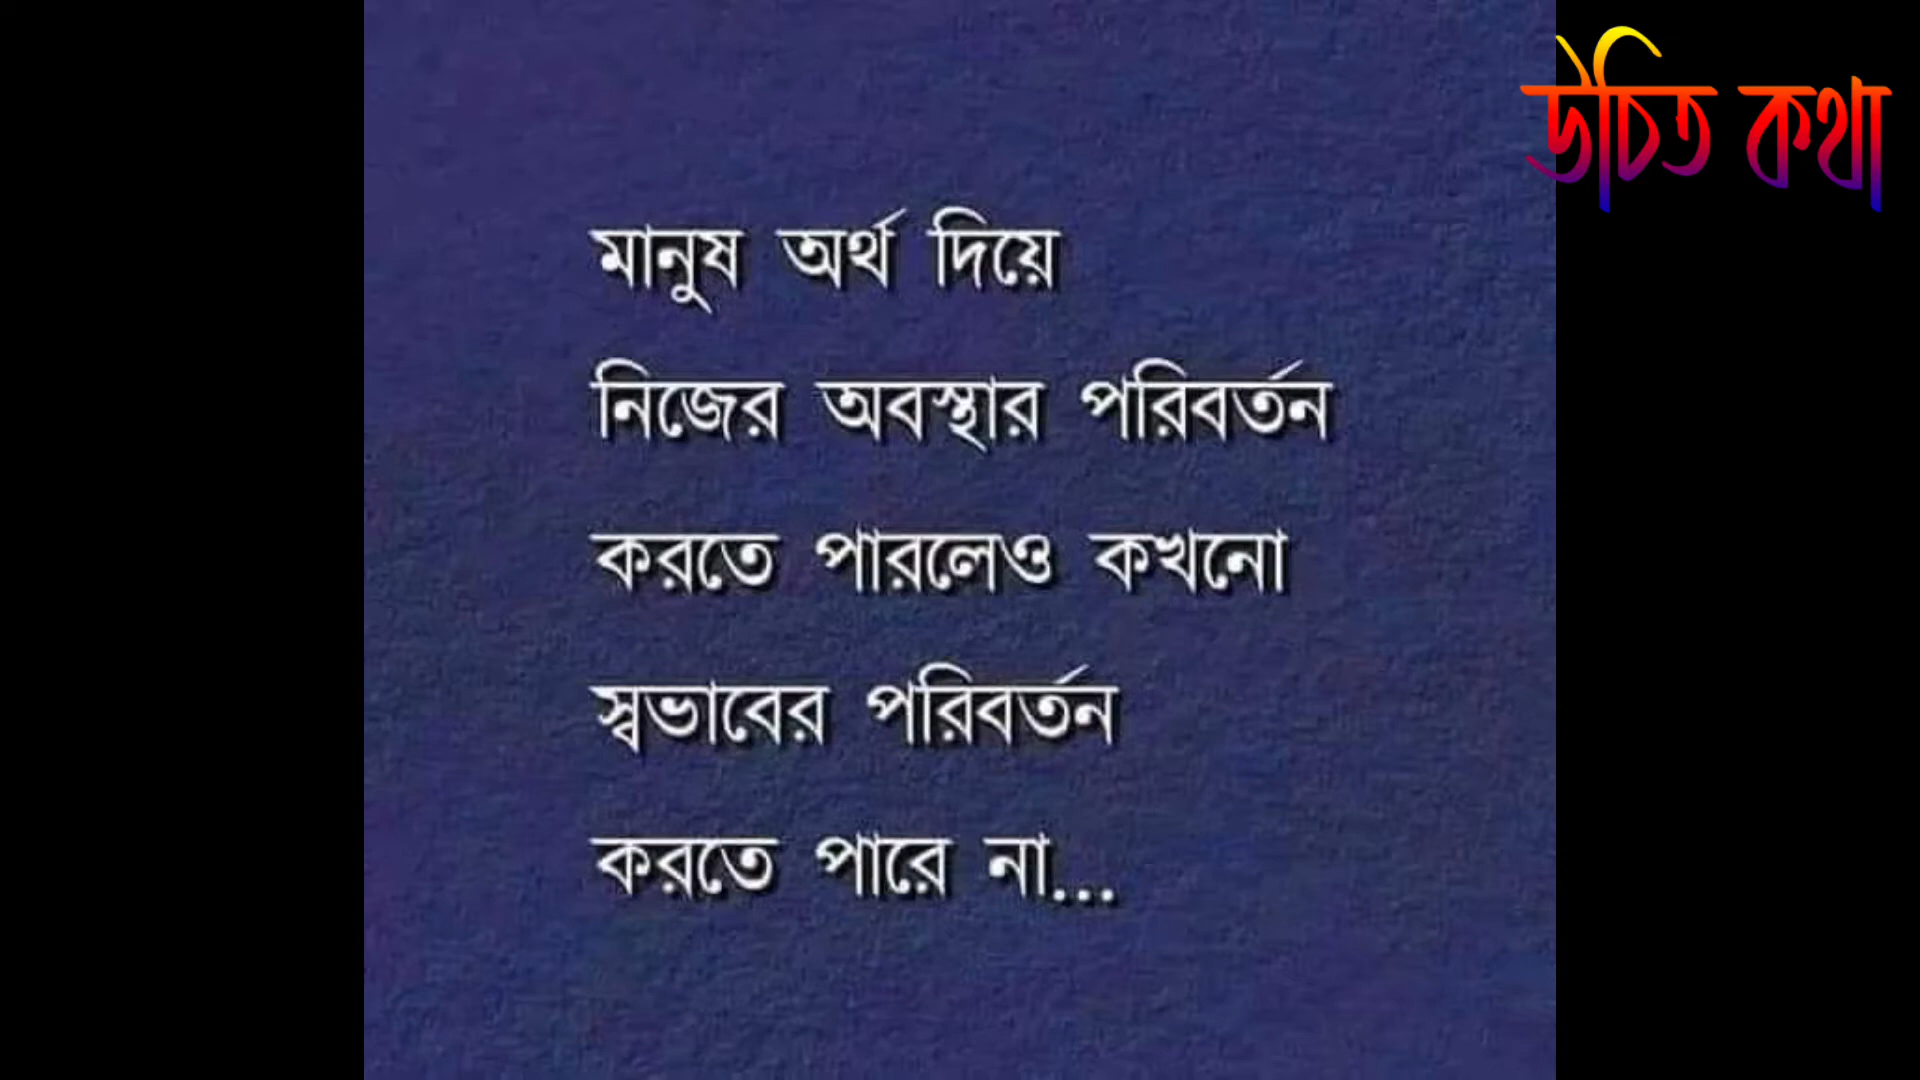 উচিত কথা
মানুষ অর্থ দিয়ে
নিজের অবস্থার পরিবর্তন
করতে পারলেও কখনো
স্বভাবের পরিবর্তন
করতে পারে না...